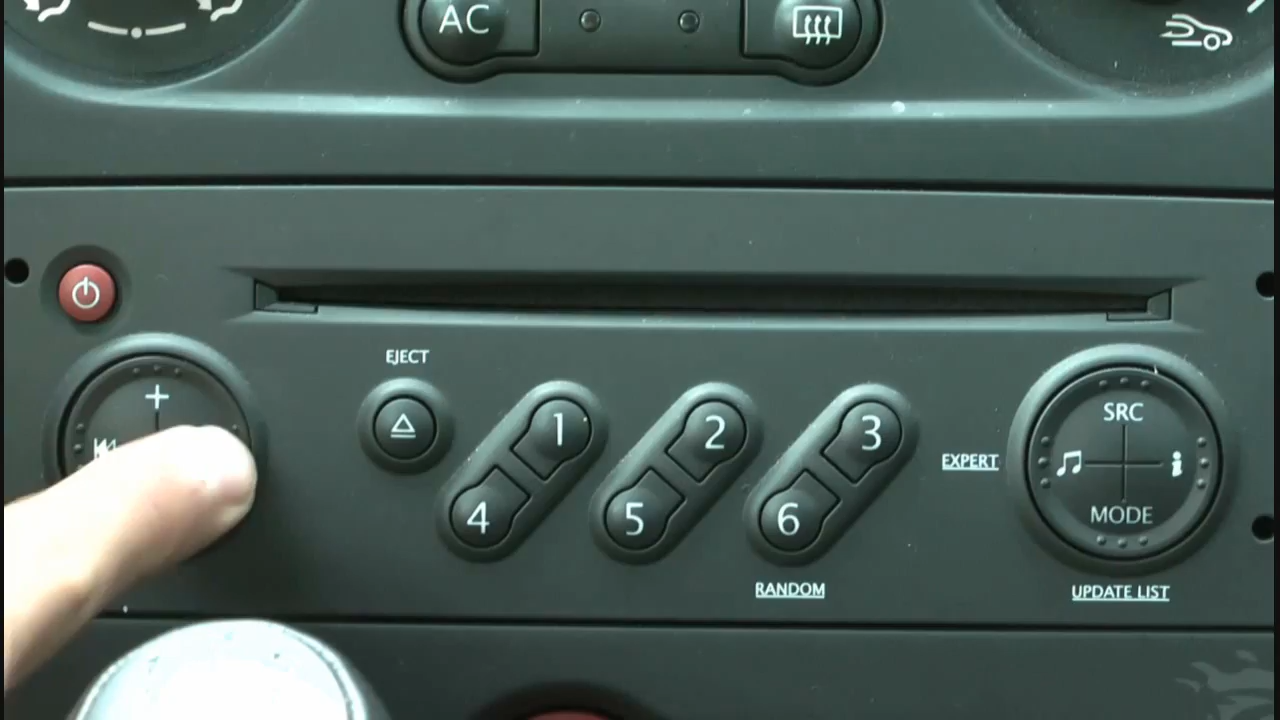 AC
EJECT
1 2 3
EXPERT
SRC
4 5 6
MODE
RANDOM
UPDATE LIST